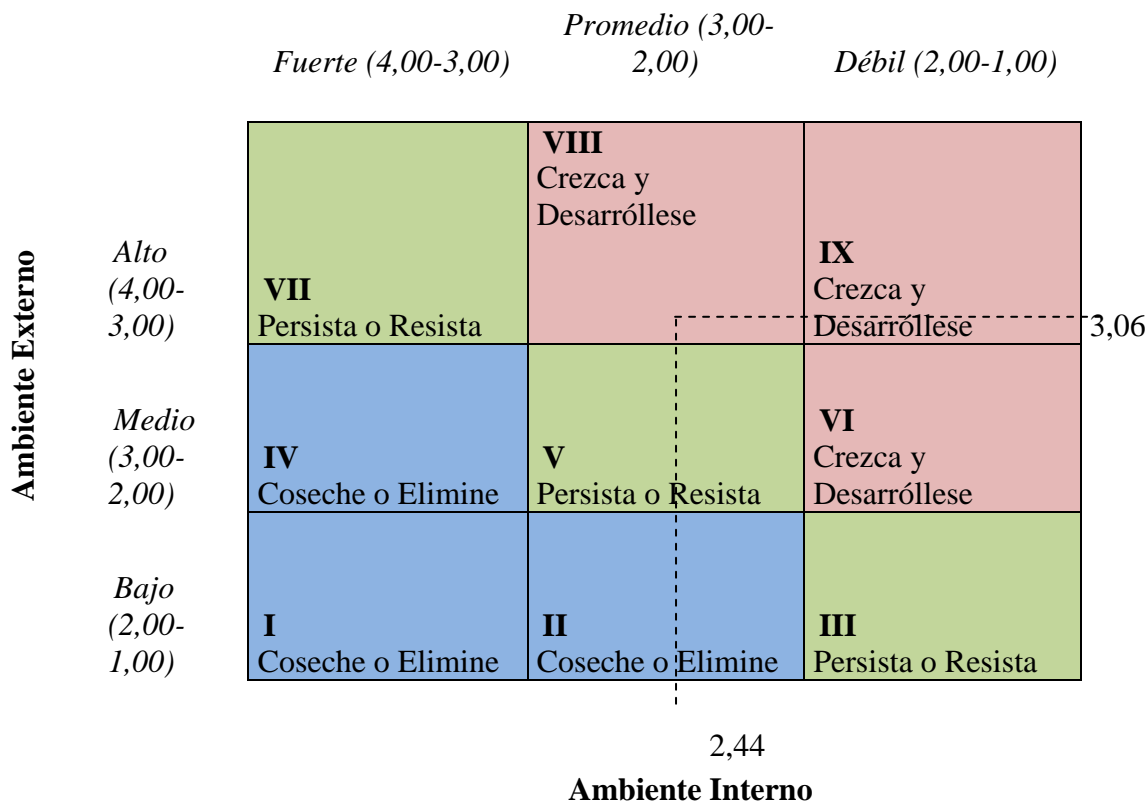 Fuerte (4,00-3,00)
Promedio (3,00-
2,00)
Débil (2,00-1,00)
Ambiente Externo
Alto
(4,00-
3,00)
VII
Persista o Resista
VIII
Crezca y
Desarróllese
IX
Crezca y
Desarróllese
3,06
Medio
(3,00-
2,00)
IV
Coseche o Elimine
V
Persista o Resista
VI
Crezca y
Desarróllese
Bajo
(2,00-
1,00)
I
Coseche o Elimine
II
Coseche o Elimine
III
Persista o Resista
2,44
Ambiente Interno